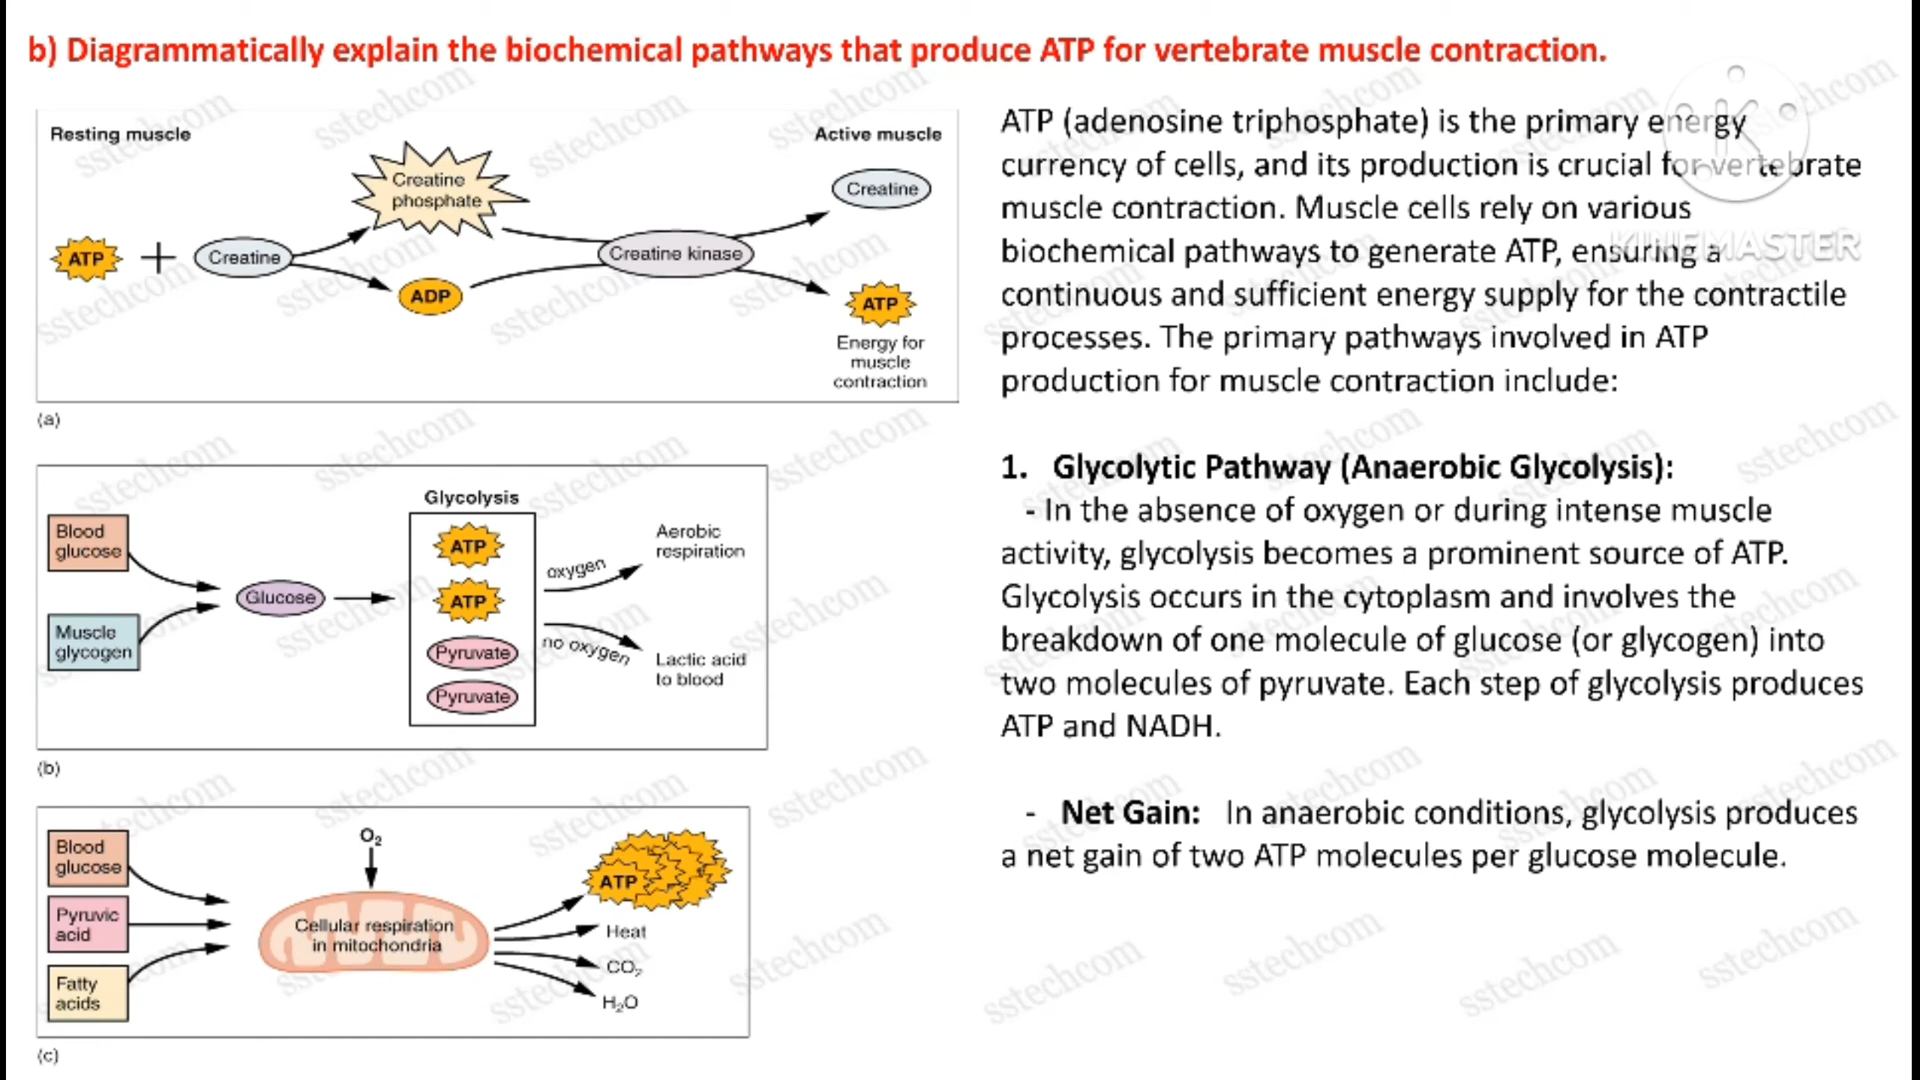 b) Diagrammatically explain the biochemical pathways that produce ATP for vertebrate muscle contraction.
Resting muscle
Active muscle
Creatine
phosphate
Creatine
ATP
+
Creatine
Creatine kinase
ADP
ATP
Energy for
muscle
contraction
(a)
Glycolysis
Blood
glucose
ATP
oxygen
Aerobic
respiration
Glucose
ATP
Muscle
glycogen
Pyruvate
no oxygen
Lactic acid
to blood
Pyruvate
(b)
Blood
glucose
O₂
ATP
Pyruvic
acid
Cellular respiration
in mitochondria
Heat
CO₂
Fatty
acids
H₂O
(c)
ATP (adenosine triphosphate) is the primary energy
currency of cells, and its production is crucial for vertebrate
muscle contraction. Muscle cells rely on various
biochemical pathways to generate ATP, ensuring a
continuous and sufficient energy supply for the contractile
processes. The primary pathways involved in ATP
production for muscle contraction include:
1. Glycolytic Pathway (Anaerobic Glycolysis):
- In the absence of oxygen or during intense muscle
activity, glycolysis becomes a prominent source of ATP.
Glycolysis occurs in the cytoplasm and involves the
breakdown of one molecule of glucose (or glycogen) into
two molecules of pyruvate. Each step of glycolysis produces
ATP and NADH.
- Net Gain: In anaerobic conditions, glycolysis produces
a net gain of two ATP molecules per glucose molecule.
K
KINEMASTER
sstechcom